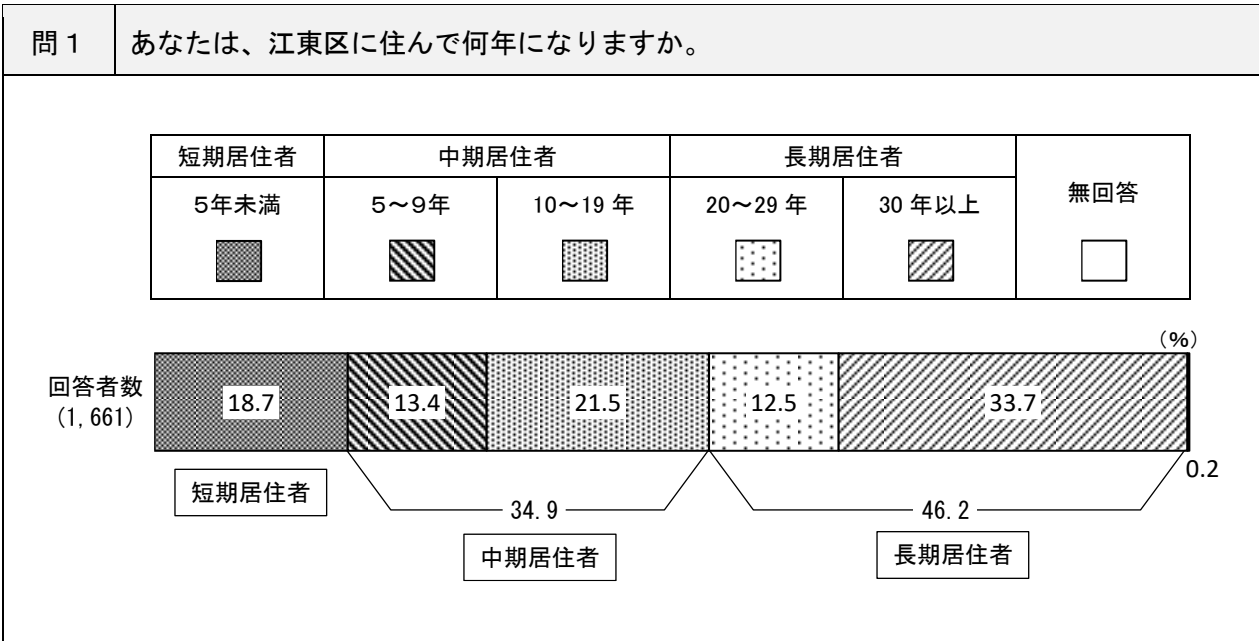 問1 あなたは、江東区に住んで何年になりますか。
短期居住者 中期居住者 長期居住者 無回答
5年未満 5～9年 10～19年 20～29年 30年以上
(%)
回答者数
(1,661)
18.7 13.4 21.5 12.5 33.7
0.2
短期居住者
34.9 46.2
中期居住者 長期居住者